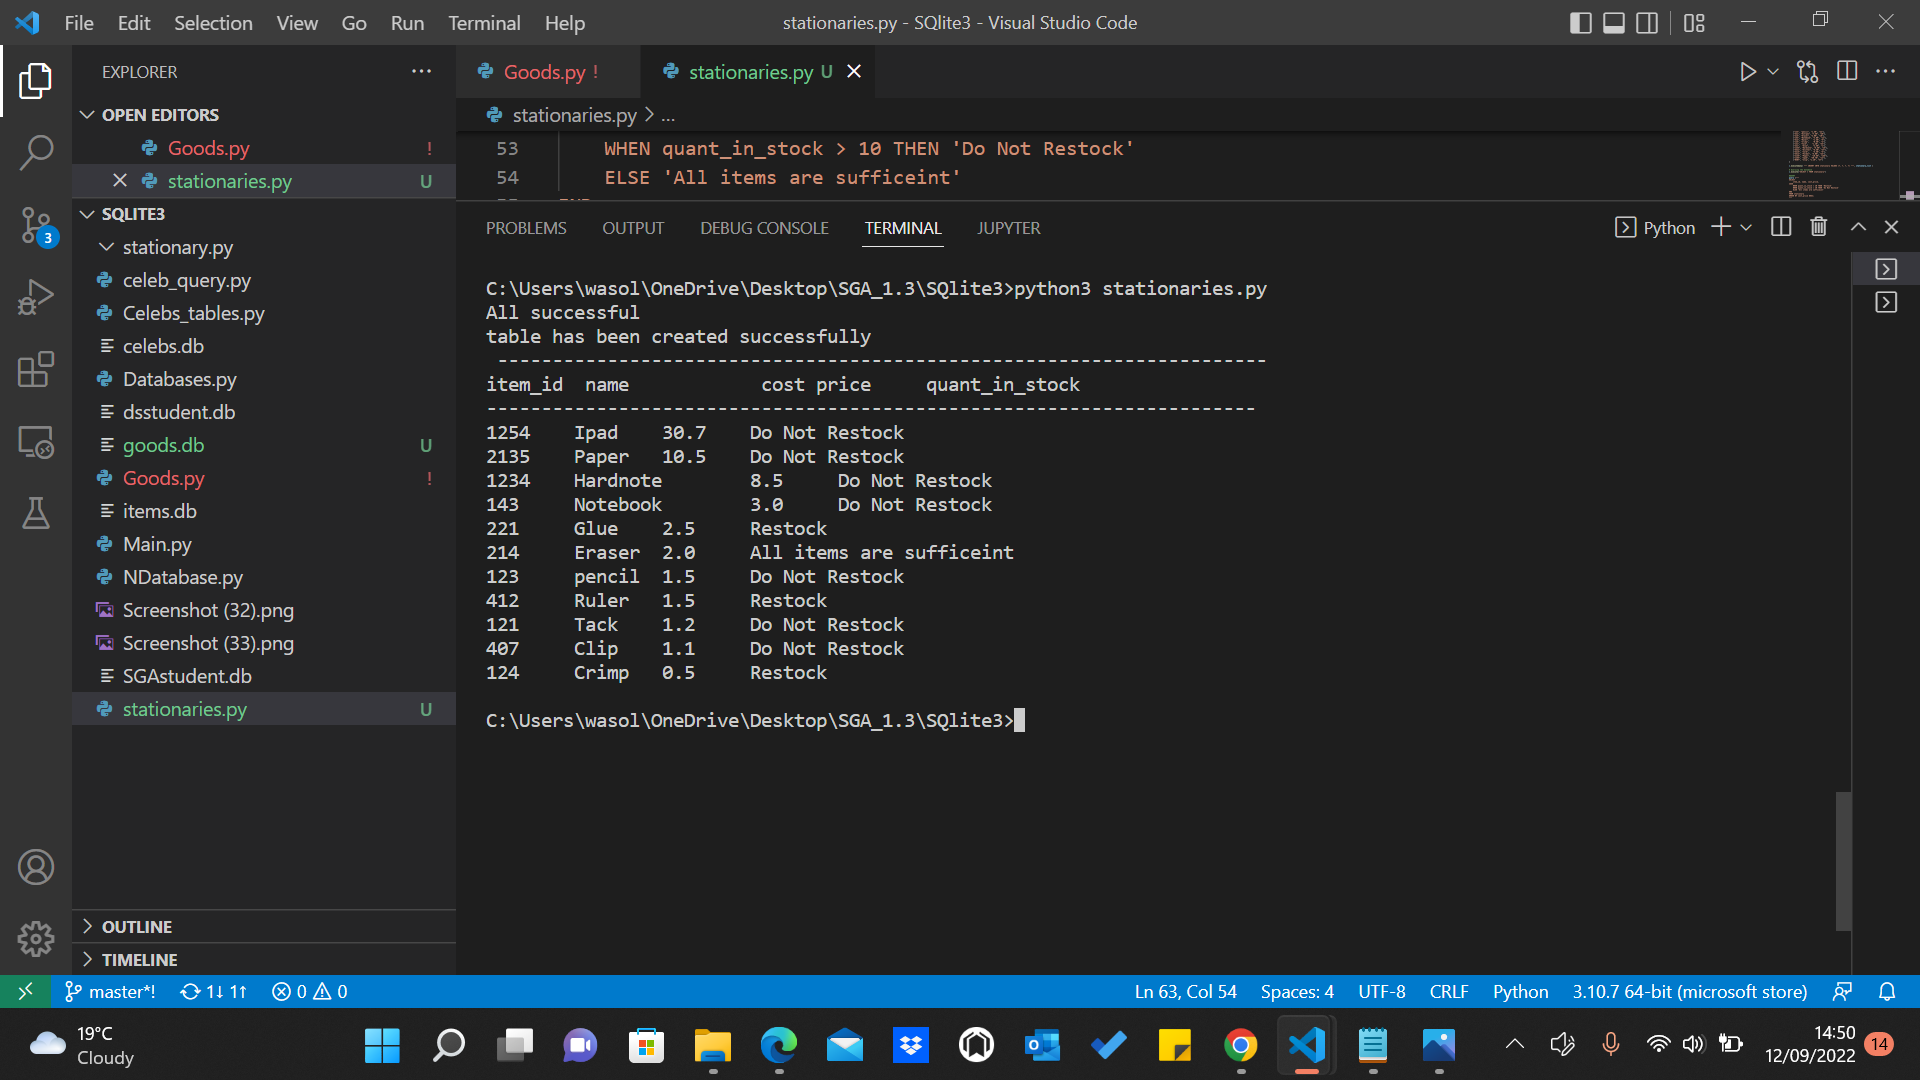 File Edit Selection View Go Run Terminal Help
stationaries.py - SQlite3 - Visual Studio Code
EXPLORER
OPEN EDITORS
Goods.py !
stationaries.py U
SQLITE3
stationary.py
celeb_query.py
Celebs_tables.py
celebs.db
Databases.py
dsstudent.db
goods.db U
Goods.py !
items.db
Main.py
NDatabase.py
Screenshot (32).png
Screenshot (33).png
SGAstudent.db
stationaries.py U
OUTLINE
TIMELINE
3
Goods.py ! stationaries.py U
stationaries.py > ...
53 WHEN quant_in_stock > 10 THEN 'Do Not Restock'
54 ELSE 'All items are sufficeint'
PROBLEMS OUTPUT DEBUG CONSOLE TERMINAL JUPYTER
Python
C:\Users\wasol\OneDrive\Desktop\SGA_1.3\SQlite3>python3 stationaries.py
All successful
table has been created successfully
----------------------------------------------------------------------
item_id name cost price quant_in_stock
----------------------------------------------------------------------
1254 Ipad 30.7 Do Not Restock
2135 Paper 10.5 Do Not Restock
1234 Hardnote 8.5 Do Not Restock
143 Notebook 3.0 Do Not Restock
221 Glue 2.5 Restock
214 Eraser 2.0 All items are sufficeint
123 pencil 1.5 Do Not Restock
412 Ruler 1.5 Restock
121 Tack 1.2 Do Not Restock
407 Clip 1.1 Do Not Restock
124 Crimp 0.5 Restock
C:\Users\wasol\OneDrive\Desktop\SGA_1.3\SQlite3>
master*! 1↓ 1↑ 0 0
Ln 63, Col 54 Spaces: 4 UTF-8 CRLF Python 3.10.7 64-bit (microsoft store)
19°C
Cloudy
14:50
12/09/2022
14